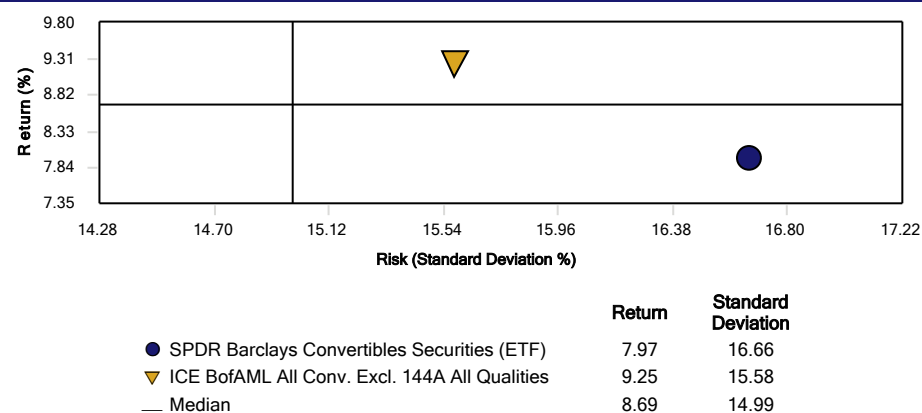 9.80
9.31
8.82
8.33
7.84
7.35
Return (%)
14.28 14.70 15.12 15.54 15.96 16.38 16.80 17.22
Risk (Standard Deviation %)
Return Standard Deviation
SPDR Barclays Convertibles Securities (ETF) 7.97 16.66
ICE BofAML All Conv. Excl. 144A All Qualities 9.25 15.58
Median 8.69 14.99